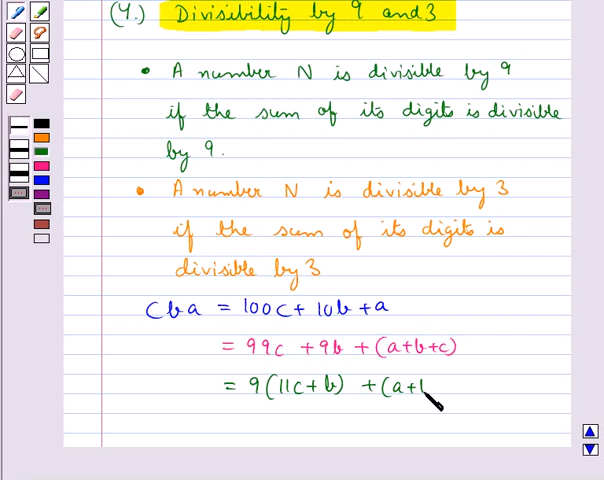 (4.) Divisibility by 9 and 3
• A number N is divisible by 9
if the sum of its digits is divisible
by 9.
• A number N is divisible by 3
if the sum of its digits is
divisible by 3
cba = 100c + 10b + a
= 99c + 9b + (a+b+c)
= 9(11c + b) + (a+